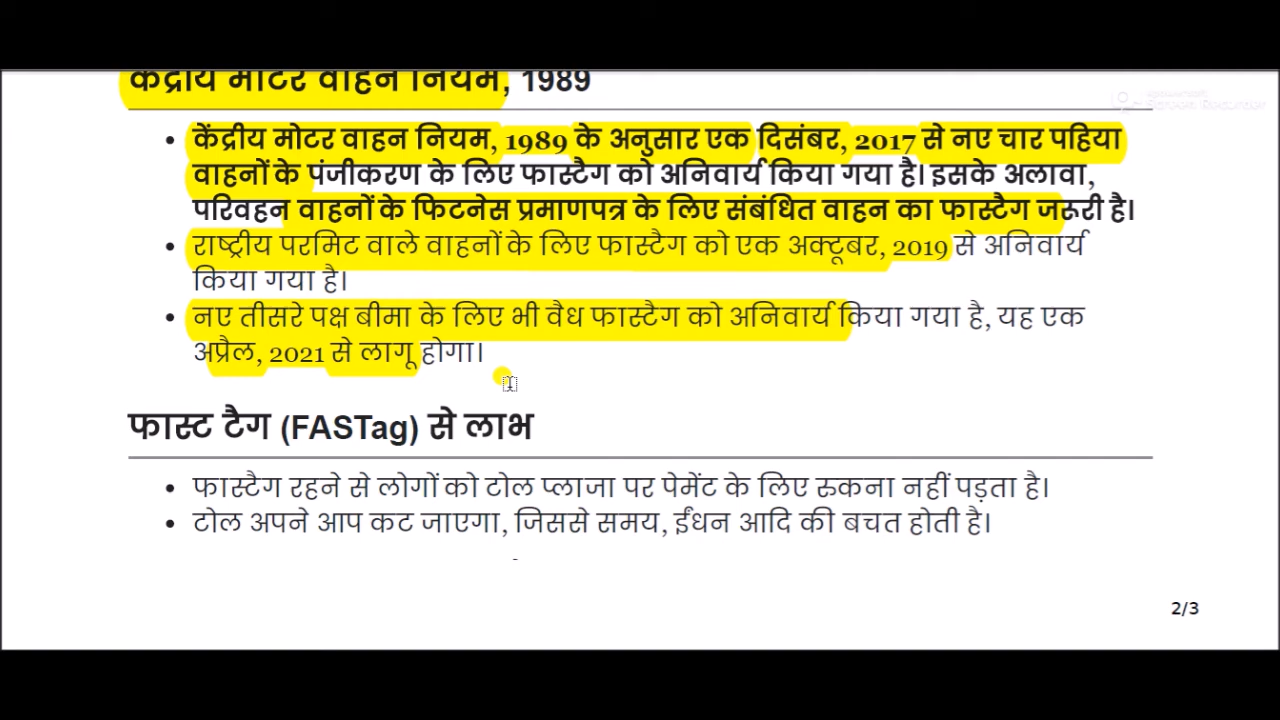 केंद्रीय मोटर वाहन नियम, 1989
केंद्रीय मोटर वाहन नियम, 1989 के अनुसार एक दिसंबर, 2017 से नए चार पहिया
वाहनों के पंजीकरण के लिए फास्टैग को अनिवार्य किया गया है। इसके अलावा,
परिवहन वाहनों के फिटनेस प्रमाणपत्र के लिए संबंधित वाहन का फास्टैग जरूरी है।
राष्ट्रीय परमिट वाले वाहनों के लिए फास्टैग को एक अक्टूबर, 2019 से अनिवार्य
किया गया है।
नए तीसरे पक्ष बीमा के लिए भी वैध फास्टैग को अनिवार्य किया गया है, यह एक
अप्रैल, 2021 से लागू होगा।
फास्ट टैग (FASTag) से लाभ
फास्टैग रहने से लोगों को टोल प्लाजा पर पेमेंट के लिए रुकना नहीं पड़ता है।
टोल अपने आप कट जाएगा, जिससे समय, ईंधन आदि की बचत होती है।
2/3